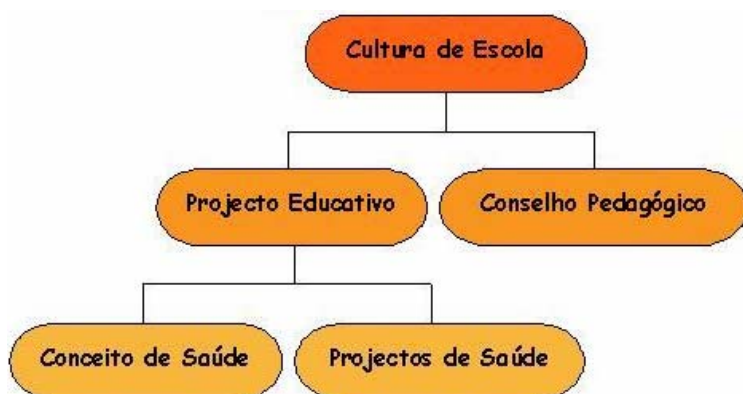 Cultura de Escola
Projecto Educativo
Conselho Pedagógico
Conceito de Saúde
Projectos de Saúde